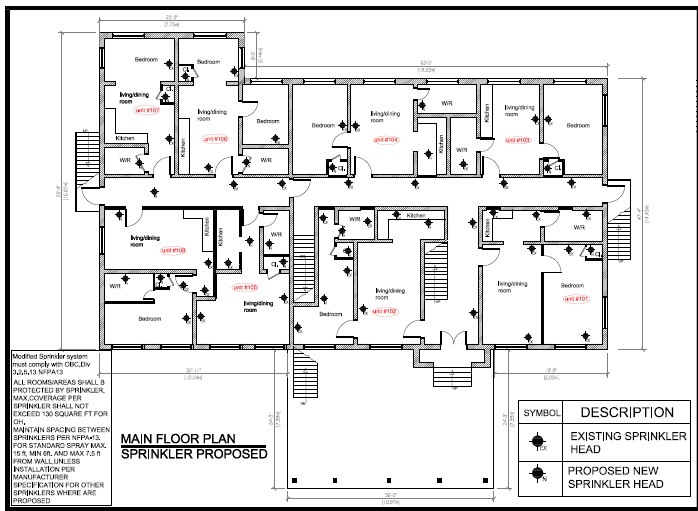 Bedroom
Bedroom
CL
living/dining
room
unit #107
living/dining
room
unit #106
Kitchen
Kitchen
Bedroom
W/R
W/R
Bedroom
living/dining
room
unit #104
CL
W/R
Kitchen
W/R
Kitchen
living/dining
room
unit #103
Bedroom
CL
living/dining
room
unit #108
Kitchen
Kitchen
W/R
CL
W/R
Bedroom
unit #105
living/dining
room
W/R
CL
Kitchen
living/dining
room
unit #102
Bedroom
Kitchen
W/R
CL
living/dining
room
Bedroom
unit #101
Modified Sprinkler system
must comply with OBC,Div
3,2,5,13 NFPA13
ALL ROOMS/AREAS SHALL B
PROTECTED BY SPRINKLER.
MAX,COVERAGE PER
SPRINKLER SHALL NOT
EXCEED 130 SQUARE FT FOR
OH,
MAINTAIN SPACING BETWEEN
SPRINKLERS PER NFPA-13.
FOR STANDARD SPRAY MAX.
15 ft, MIN 6ft, AND MAX 7.5 ft
FROM WALL,UNLESS
INSTALLATION PER
MANUFACTURER
SPECIFICATION FOR OTHER
SPRINKLERS WHERE ARE
PROPOSED
MAIN FLOOR PLAN
SPRINKLER PROPOSED
SYMBOL DESCRIPTION
EX EXISTING SPRINKLER
HEAD
N PROPOSED NEW
SPRINKLER HEAD